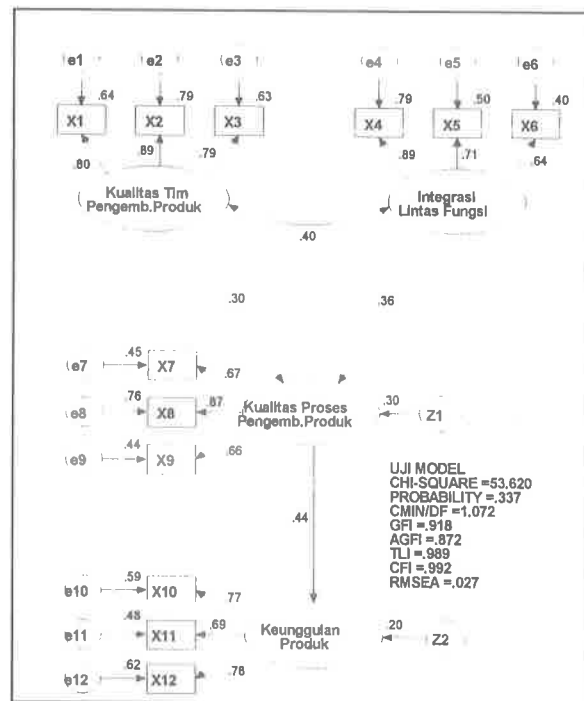 e1 e2 e3 e4 e5 e6
.64 .79 .63 .79 .50 .40
X1 X2 X3 X4 X5 X6
.80 .89 .79 .89 .71 .64
Kualitas Tim
Pengemb.Produk
Integrasi
Lintas Fungsi
.40
.30 .36
e7 .45 X7 .67
e8 .76 X8 .87
Kualitas Proses
Pengemb.Produk
.30 Z1
e9 .44 X9 .66
UJI MODEL
CHI-SQUARE =53.620
PROBABILITY =.337
CMIN/DF =1.072
GFI =.918
AGFI =.872
TLI =.989
CFI =.992
RMSEA =.027
.44
e10 .59 X10 .77
e11 .48 X11 .69
Keunggulan
Produk
.20 Z2
e12 .62 X12